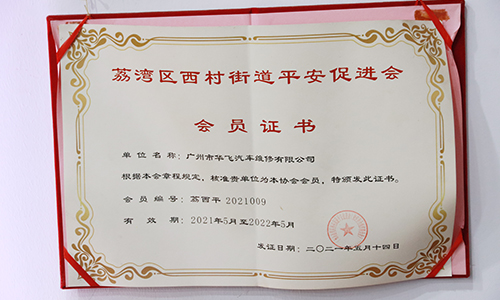 荔湾区西村街道平安促进会
会员证书
单位名称：广州市华飞汽车维修有限公司
根据本会章程规定，核准贵单位为本协会会员，特颁发此证书。
会员编号：荔西平 2021009
有效期：2021年5月至2022年5月
发证日期：二〇二一年五月十四日